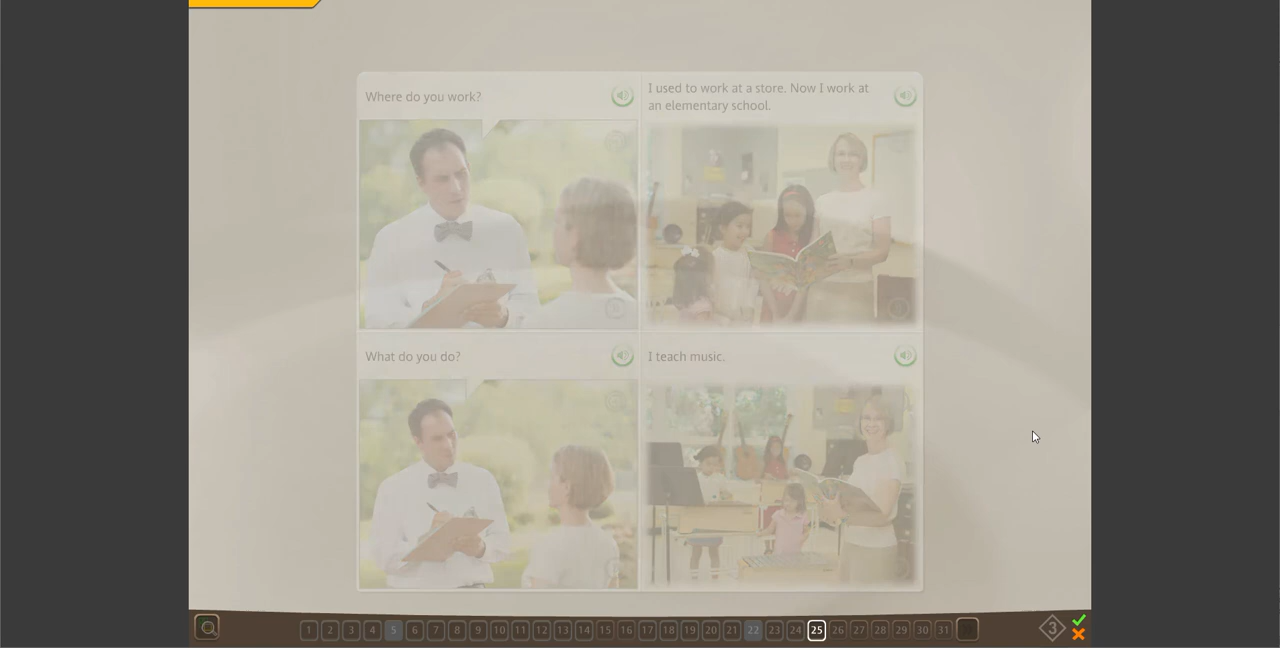 Where do you work?
I used to work at a store. Now I work at
an elementary school.
What do you do?
I teach music.
1 2 3 4 5 6 7 8 9 10 11 12 13 14 15 16 17 18 19 20 21 22 23 24 25 26 27 28 29 30 31
3